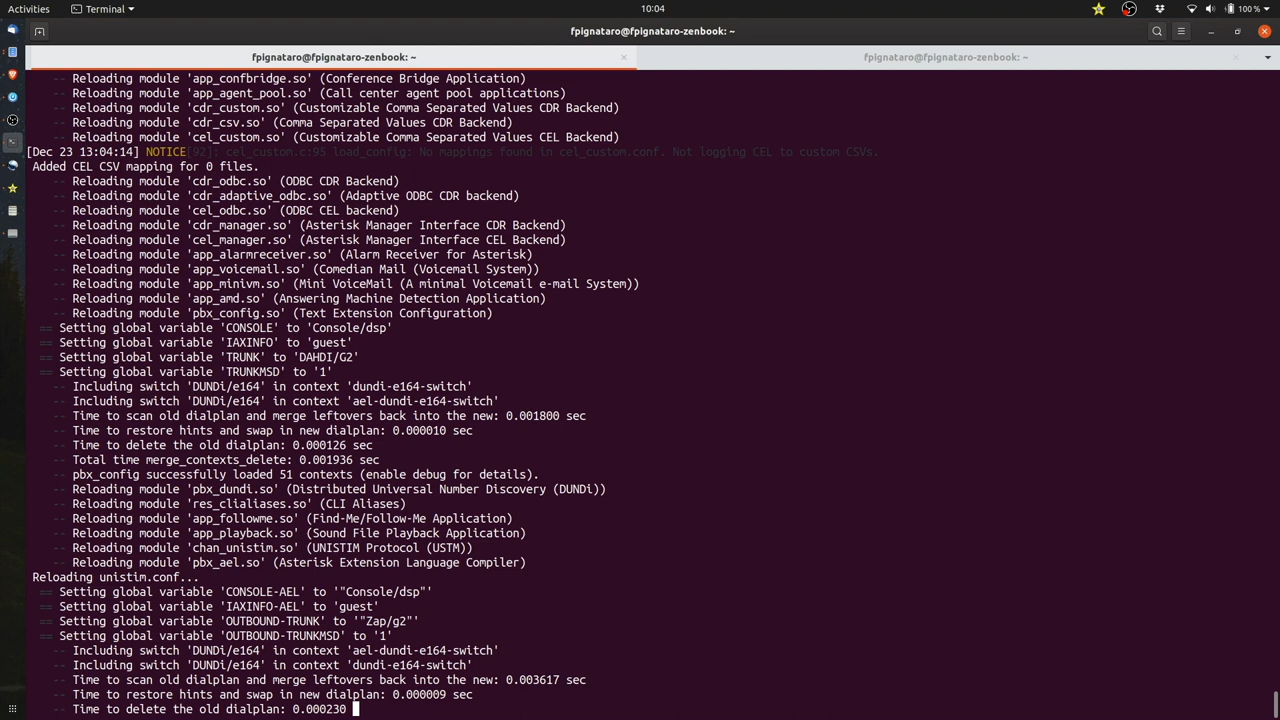 Activities
Terminal
10:04
100 %
fpignataro@fpignataro-zenbook: ~
fpignataro@fpignataro-zenbook: ~
fpignataro@fpignataro-zenbook: ~
-- Reloading module 'app_confbridge.so' (Conference Bridge Application)
-- Reloading module 'app_agent_pool.so' (Call center agent pool applications)
-- Reloading module 'cdr_custom.so' (Customizable Comma Separated Values CDR Backend)
-- Reloading module 'cdr_csv.so' (Comma Separated Values CDR Backend)
-- Reloading module 'cel_custom.so' (Customizable Comma Separated Values CEL Backend)
[Dec 23 13:04:14] NOTICE[92]: cel_custom.c:95 load_config: No mappings found in cel_custom.conf. Not logging CEL to custom CSVs.
Added CEL CSV mapping for 0 files.
-- Reloading module 'cdr_odbc.so' (ODBC CDR Backend)
-- Reloading module 'cdr_adaptive_odbc.so' (Adaptive ODBC CDR backend)
-- Reloading module 'cel_odbc.so' (ODBC CEL backend)
-- Reloading module 'cdr_manager.so' (Asterisk Manager Interface CDR Backend)
-- Reloading module 'cel_manager.so' (Asterisk Manager Interface CEL Backend)
-- Reloading module 'app_alarmreceiver.so' (Alarm Receiver for Asterisk)
-- Reloading module 'app_voicemail.so' (Comedian Mail (Voicemail System))
-- Reloading module 'app_minivm.so' (Mini VoiceMail (A minimal Voicemail e-mail System))
-- Reloading module 'app_amd.so' (Answering Machine Detection Application)
-- Reloading module 'pbx_config.so' (Text Extension Configuration)
== Setting global variable 'CONSOLE' to 'Console/dsp'
== Setting global variable 'IAXINFO' to 'guest'
== Setting global variable 'TRUNK' to 'DAHDI/G2'
== Setting global variable 'TRUNKMSD' to '1'
-- Including switch 'DUNDi/e164' in context 'dundi-e164-switch'
-- Including switch 'DUNDi/e164' in context 'ael-dundi-e164-switch'
-- Time to scan old dialplan and merge leftovers back into the new: 0.001800 sec
-- Time to restore hints and swap in new dialplan: 0.000010 sec
-- Time to delete the old dialplan: 0.000126 sec
-- Total time merge_contexts_delete: 0.001936 sec
-- pbx_config successfully loaded 51 contexts (enable debug for details).
-- Reloading module 'pbx_dundi.so' (Distributed Universal Number Discovery (DUNDi))
-- Reloading module 'res_clialiases.so' (CLI Aliases)
-- Reloading module 'app_followme.so' (Find-Me/Follow-Me Application)
-- Reloading module 'app_playback.so' (Sound File Playback Application)
-- Reloading module 'chan_unistim.so' (UNISTIM Protocol (USTM))
-- Reloading module 'pbx_ael.so' (Asterisk Extension Language Compiler)
Reloading unistim.conf...
== Setting global variable 'CONSOLE-AEL' to '"Console/dsp"'
== Setting global variable 'IAXINFO-AEL' to 'guest'
== Setting global variable 'OUTBOUND-TRUNK' to '"Zap/g2"'
== Setting global variable 'OUTBOUND-TRUNKMSD' to '1'
-- Including switch 'DUNDi/e164' in context 'ael-dundi-e164-switch'
-- Including switch 'DUNDi/e164' in context 'dundi-e164-switch'
-- Time to scan old dialplan and merge leftovers back into the new: 0.003617 sec
-- Time to restore hints and swap in new dialplan: 0.000009 sec
-- Time to delete the old dialplan: 0.000230